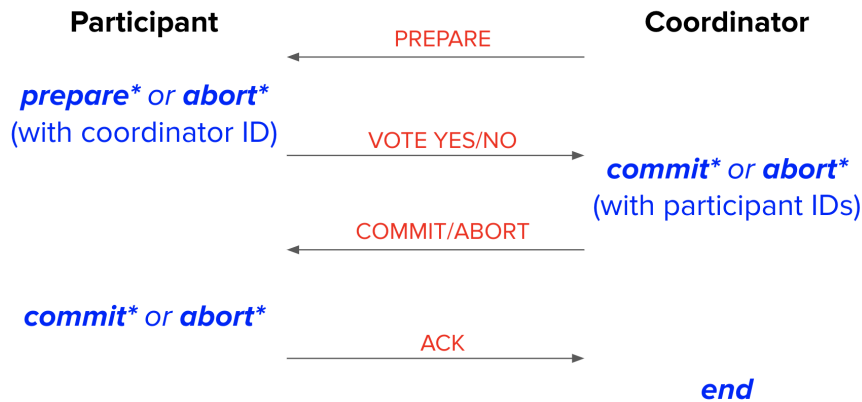 Participant
Coordinator
PREPARE
prepare* or abort*
(with coordinator ID)
VOTE YES/NO
commit* or abort*
(with participant IDs)
COMMIT/ABORT
commit* or abort*
ACK
end